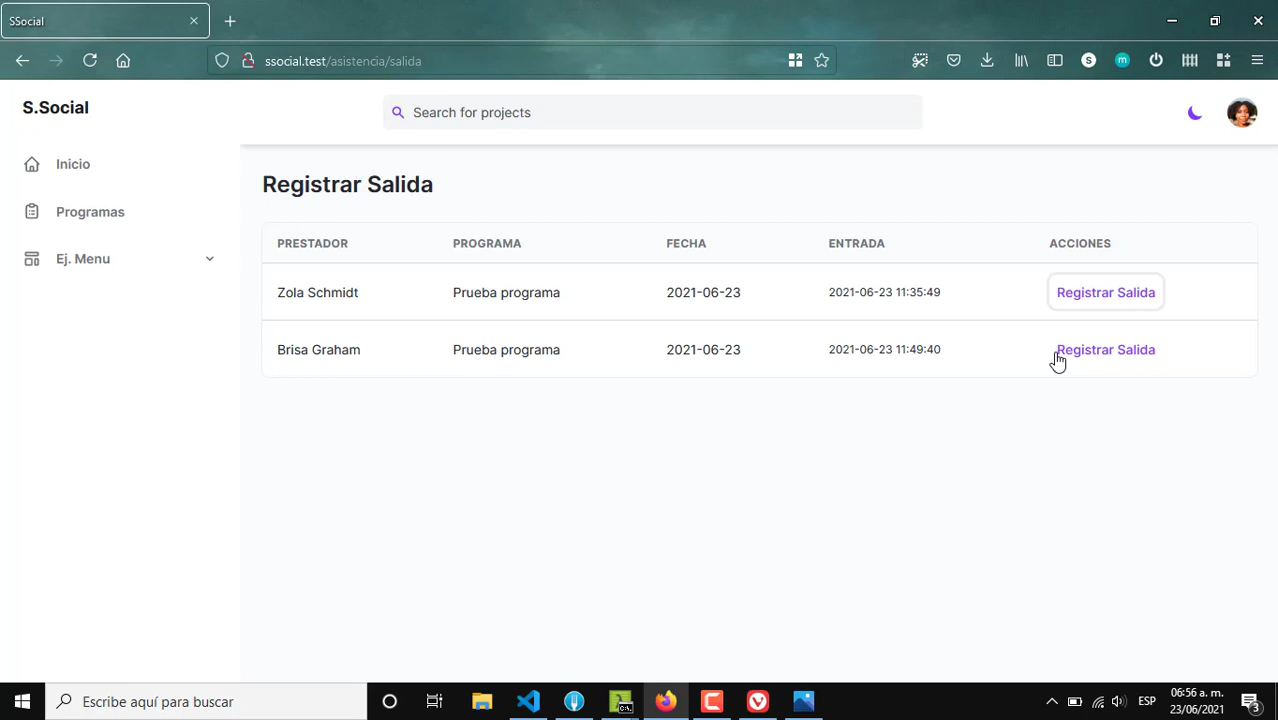 SSocial
ssocial.test/asistencia/salida
S.Social
Search for projects
Inicio
Programas
Ej. Menu
Registrar Salida
PRESTADOR PROGRAMA FECHA ENTRADA ACCIONES
Zola Schmidt Prueba programa 2021-06-23 2021-06-23 11:35:49 Registrar Salida
Brisa Graham Prueba programa 2021-06-23 2021-06-23 11:49:40 Registrar Salida
Escribe aquí para buscar
ESP
06:56 a. m.
23/06/2021
3